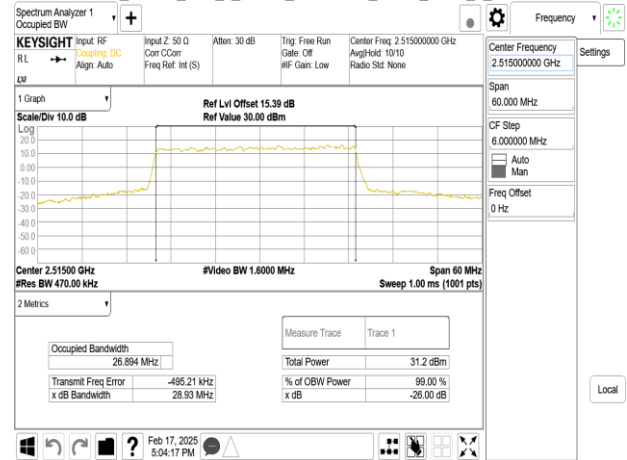 Spectrum Analyzer 1
Occupied BW
Frequency
KEYSIGHT
Input: RF
Coupling: DC
Align: Auto
Input Z: 50 Ω
Corr CCorr
Freq Ref: Int (S)
Atten: 30 dB
Trig: Free Run
Gate: Off
#IF Gain: Low
Center Freq: 2.515000000 GHz
Avg|Hold: 10/10
Radio Std: None
RL
LXI
Center Frequency
2.515000000 GHz
Settings
Span
60.000 MHz
CF Step
6.000000 MHz
Auto
Man
Freq Offset
0 Hz
Local
1 Graph
Scale/Div 10.0 dB
Ref Lvl Offset 15.39 dB
Ref Value 30.00 dBm
Log
20.0
10.0
0.00
-10.0
-20.0
-30.0
-40.0
-50.0
-60.0
Center 2.51500 GHz
#Video BW 1.6000 MHz
Span 60 MHz
#Res BW 470.00 kHz
Sweep 1.00 ms (1001 pts)
2 Metrics
Measure Trace
Trace 1
Occupied Bandwidth
26.894 MHz
Total Power
31.2 dBm
Transmit Freq Error
-495.21 kHz
% of OBW Power
99.00 %
x dB Bandwidth
28.93 MHz
x dB
-26.00 dB
Feb 17, 2025
5:04:17 PM